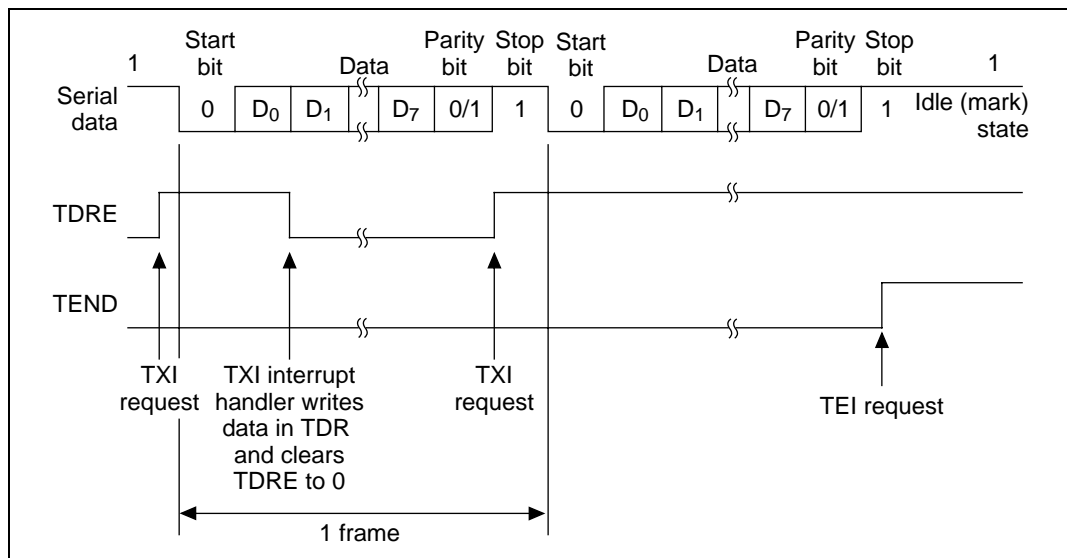 1
Start bit
Data
Parity bit
Stop bit
Start bit
Data
Parity bit
Stop bit
1
Serial data
0
D0
D1
D7
0/1
1
0
D0
D1
D7
0/1
1
Idle (mark) state
TDRE
TEND
TXI request
TXI interrupt handler writes data in TDR and clears TDRE to 0
TXI request
TEI request
1 frame